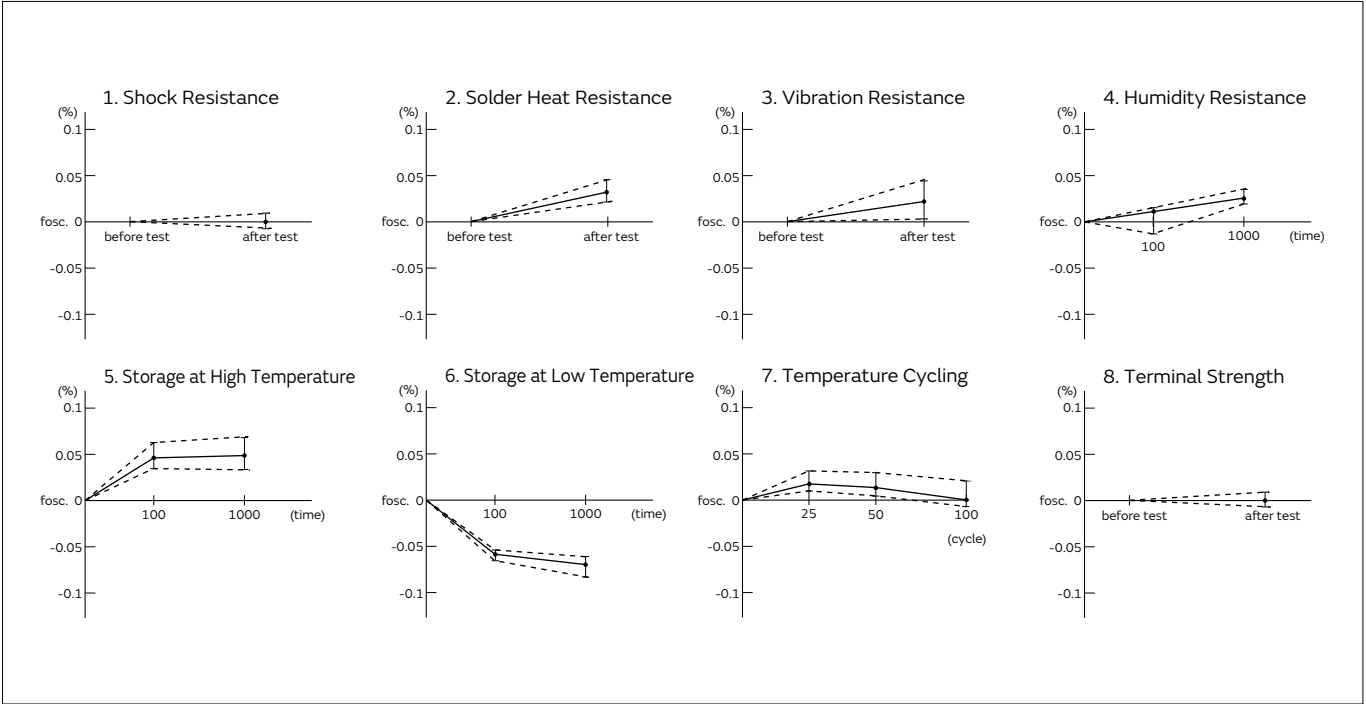 1. Shock Resistance
(%)
0.1
0.05
fosc. 0
before test after test
-0.05
-0.1
2. Solder Heat Resistance
(%)
0.1
0.05
fosc. 0
before test after test
-0.05
-0.1
3. Vibration Resistance
(%)
0.1
0.05
fosc. 0
before test after test
-0.05
-0.1
4. Humidity Resistance
(%)
0.1
0.05
fosc. 0
100 1000 (time)
-0.05
-0.1
5. Storage at High Temperature
(%)
0.1
0.05
fosc. 0
100 1000 (time)
-0.05
-0.1
6. Storage at Low Temperature
(%)
0.1
0.05
fosc. 0
100 1000 (time)
-0.05
-0.1
7. Temperature Cycling
(%)
0.1
0.05
fosc. 0
25 50 100
(cycle)
-0.05
-0.1
8. Terminal Strength
(%)
0.1
0.05
fosc. 0
before test after test
-0.05
-0.1